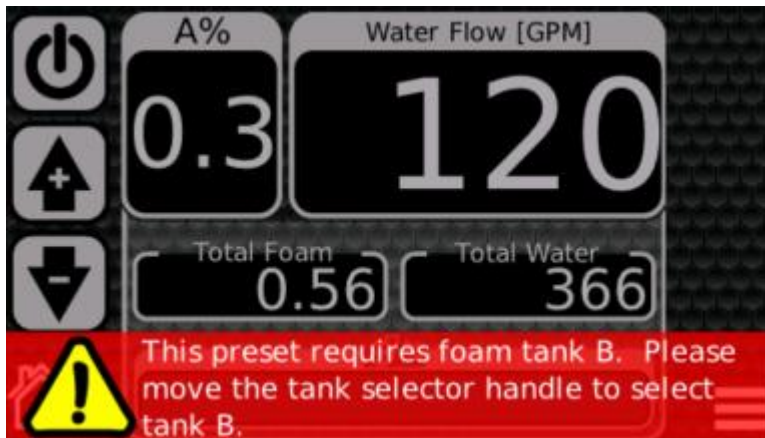 A%
Water Flow [GPM]
0.3
120
Total Foam
Total Water
0.56
366
This preset requires foam tank B. Please
move the tank selector handle to select
tank B.